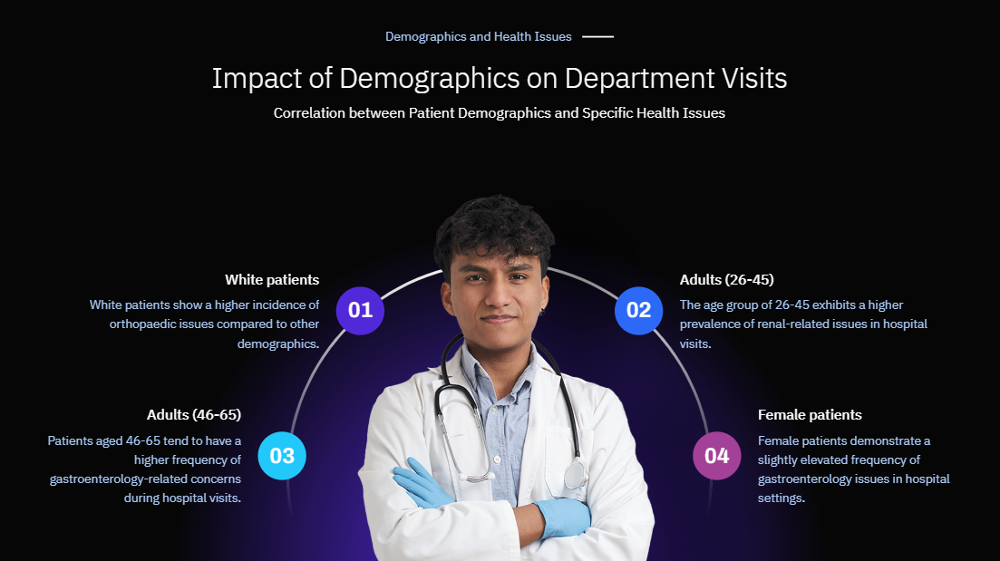 Demographics and Health Issues
Impact of Demographics on Department Visits
Correlation between Patient Demographics and Specific Health Issues
01
White patients
White patients show a higher incidence of
orthopaedic issues compared to other
demographics.
02
Adults (26-45)
The age group of 26-45 exhibits a higher
prevalence of renal-related issues in hospital
visits.
03
Adults (46-65)
Patients aged 46-65 tend to have a
higher frequency of
gastroenterology-related concerns
during hospital visits.
04
Female patients
Female patients demonstrate a
slightly elevated frequency of
gastroenterology issues in hospital
settings.